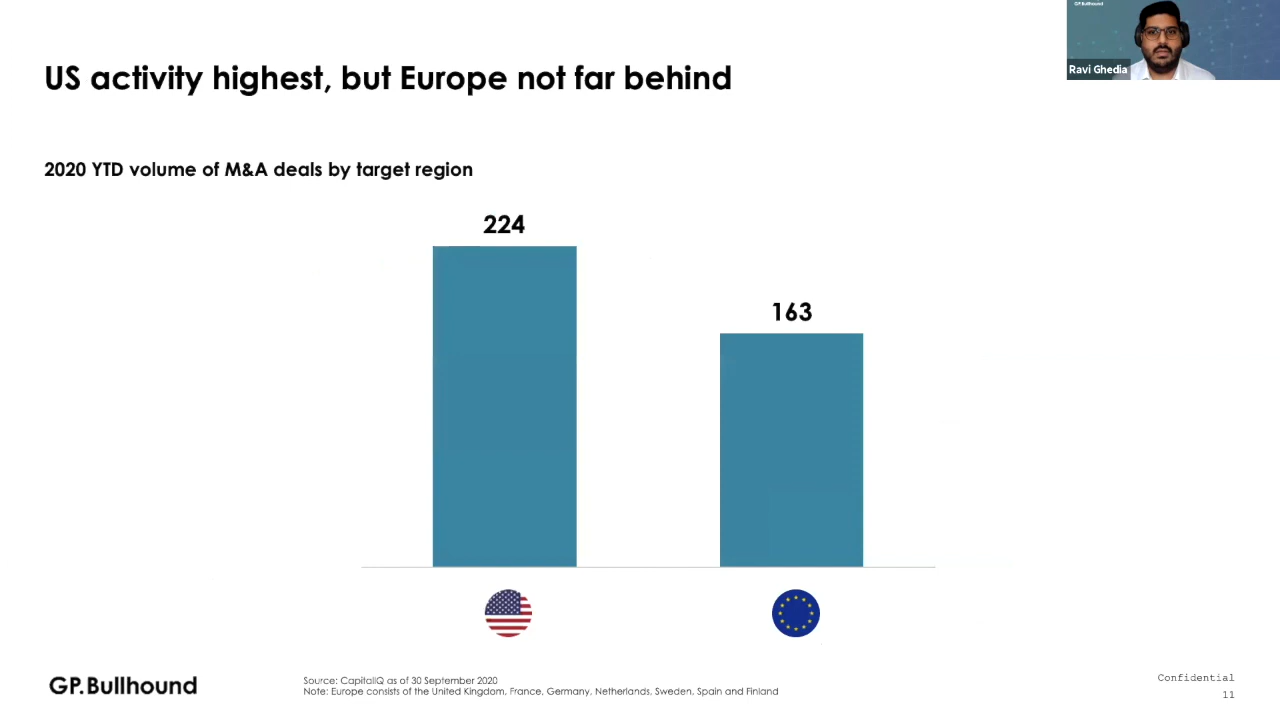 GP.Bullhound
Ravi Ghedia
US activity highest, but Europe not far behind
2020 YTD volume of M&A deals by target region
224
163
GP.Bullhound
Source: CapitalIQ as of 30 September 2020
Note: Europe consists of the United Kingdom, France, Germany, Netherlands, Sweden, Spain and Finland
Confidential
11